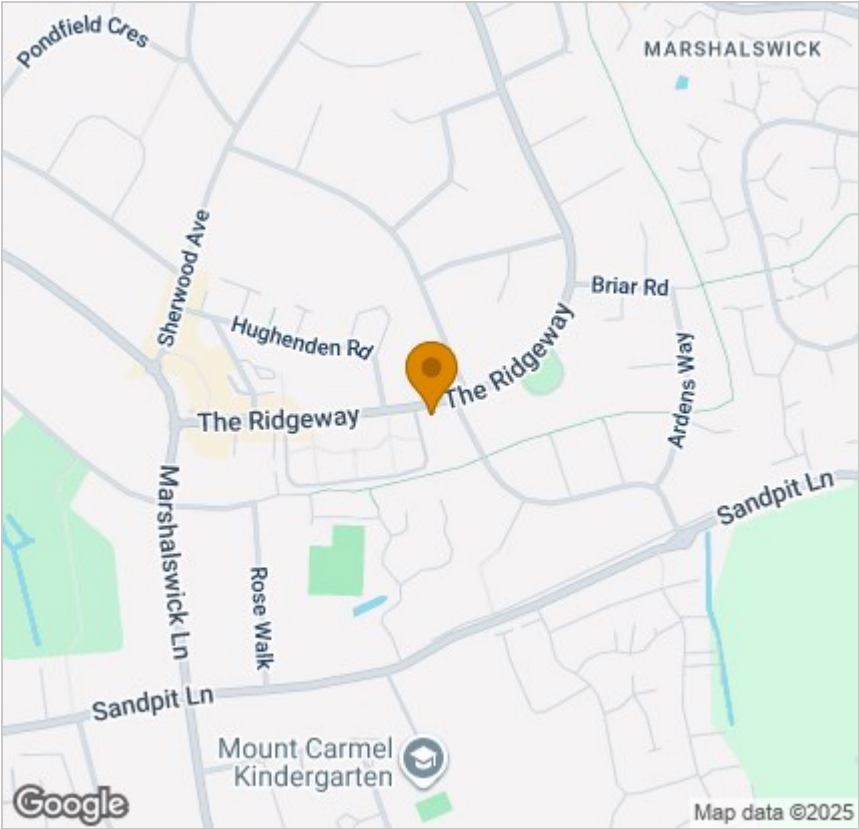 Pondfield Cres
MARSHALSWICK
Sherwood Ave
Briar Rd
Hughenden Rd
The Ridgeway
The Ridgeway
Ardens Way
Marshalswick Ln
Sandpit Ln
Rose Walk
Sandpit Ln
Mount Carmel
Kindergarten
Google
Map data ©2025